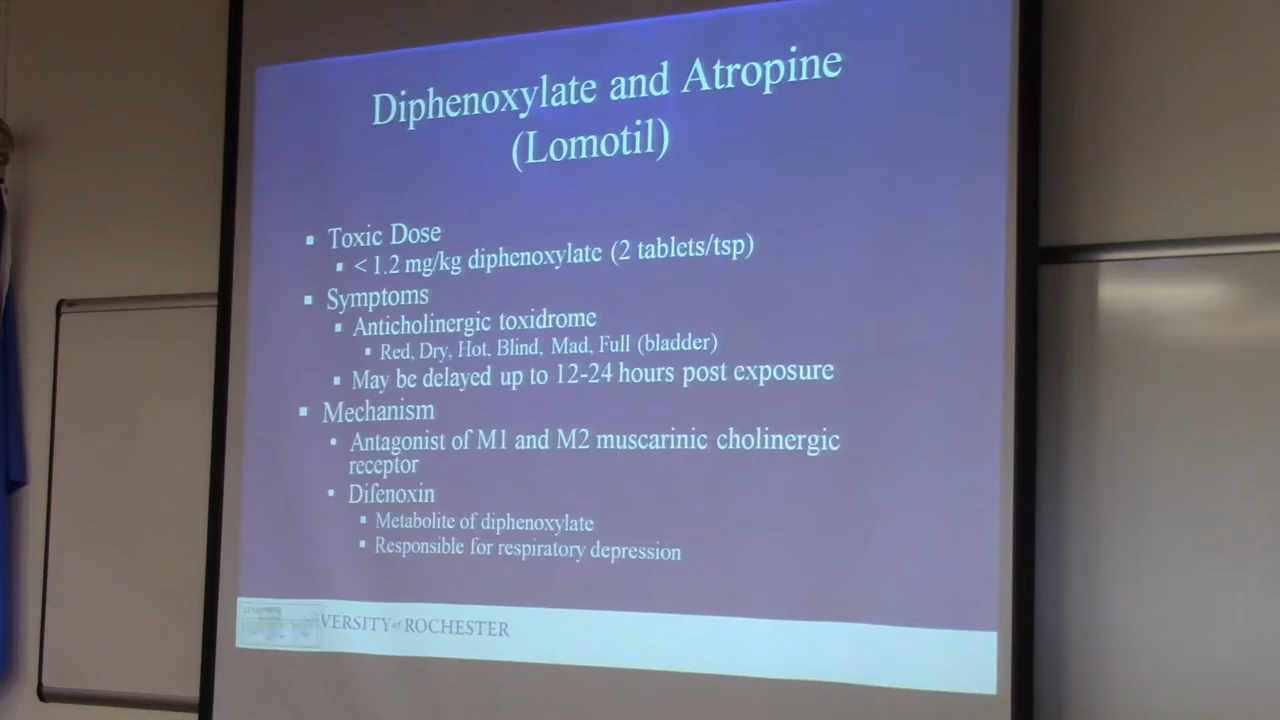 Diphenoxylate and Atropine
(Lomotil)
Toxic Dose
< 1.2 mg/kg diphenoxylate (2 tablets/tsp)
Symptoms
Anticholinergic toxidrome
Red, Dry, Hot, Blind, Mad, Full (bladder)
May be delayed up to 12-24 hours post exposure
Mechanism
Antagonist of M1 and M2 muscarinic cholinergic
receptor
Difenoxin
Metabolite of diphenoxylate
Responsible for respiratory depression
VERSITY of ROCHESTER